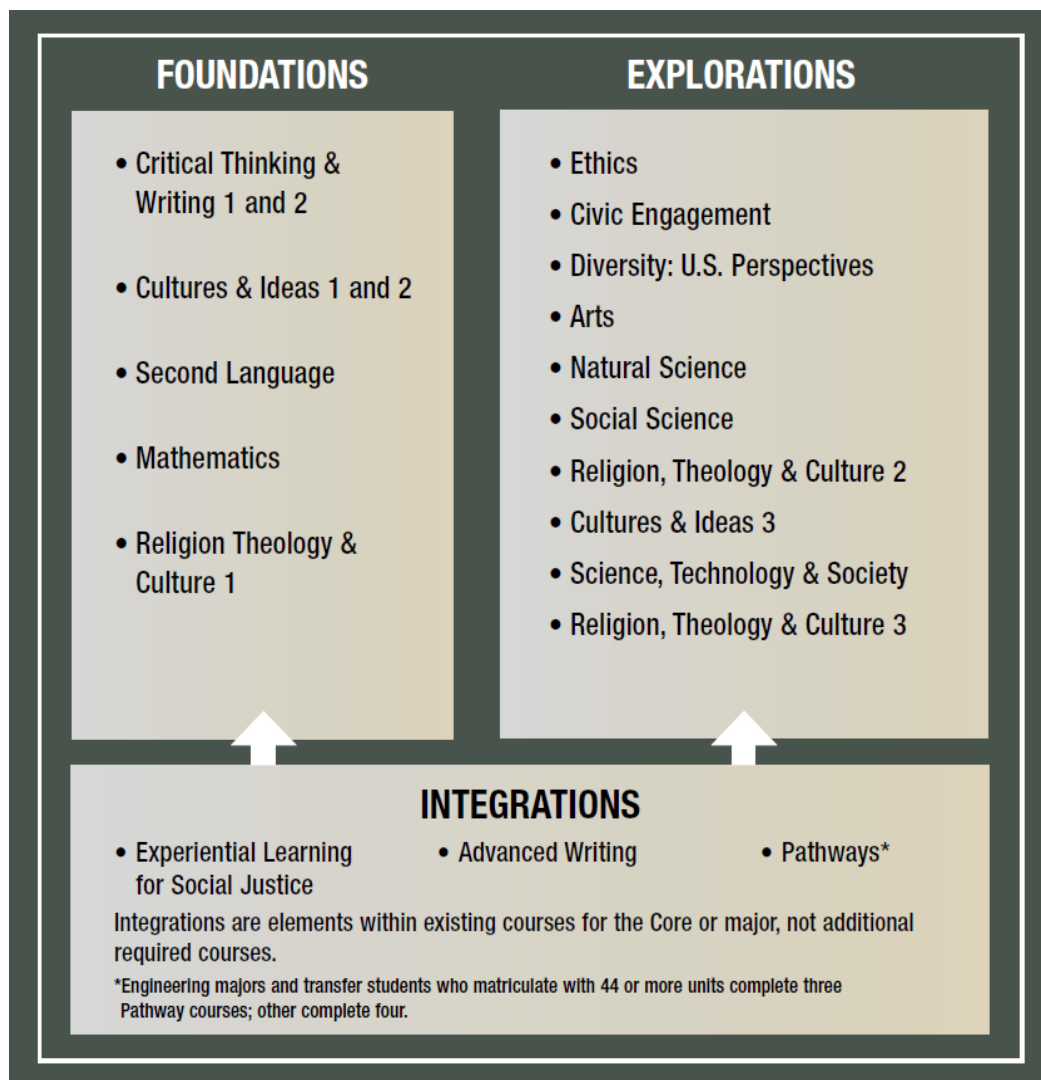 FOUNDATIONS
• Critical Thinking &
Writing 1 and 2
• Cultures & Ideas 1 and 2
• Second Language
• Mathematics
• Religion Theology &
Culture 1
EXPLORATIONS
• Ethics
• Civic Engagement
• Diversity: U.S. Perspectives
• Arts
• Natural Science
• Social Science
• Religion, Theology & Culture 2
• Cultures & Ideas 3
• Science, Technology & Society
• Religion, Theology & Culture 3
INTEGRATIONS
• Experiential Learning
for Social Justice
• Advanced Writing
• Pathways*
Integrations are elements within existing courses for the Core or major, not additional
required courses.
*Engineering majors and transfer students who matriculate with 44 or more units complete three
Pathway courses; other complete four.